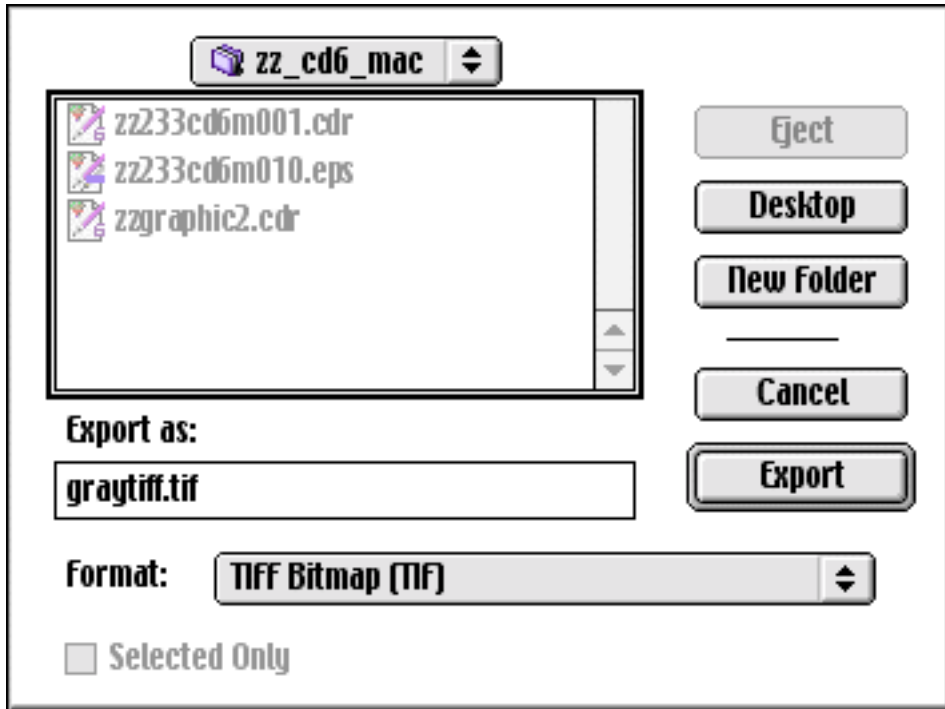 zz_cd6_mac
zz233cd6m001.cdr
zz233cd6m010.eps
zzgraphic2.cdr
Eject
Desktop
New Folder
Cancel
Export as:
graytiff.tif
Export
Format:
TIFF Bitmap (TIF)
Selected Only